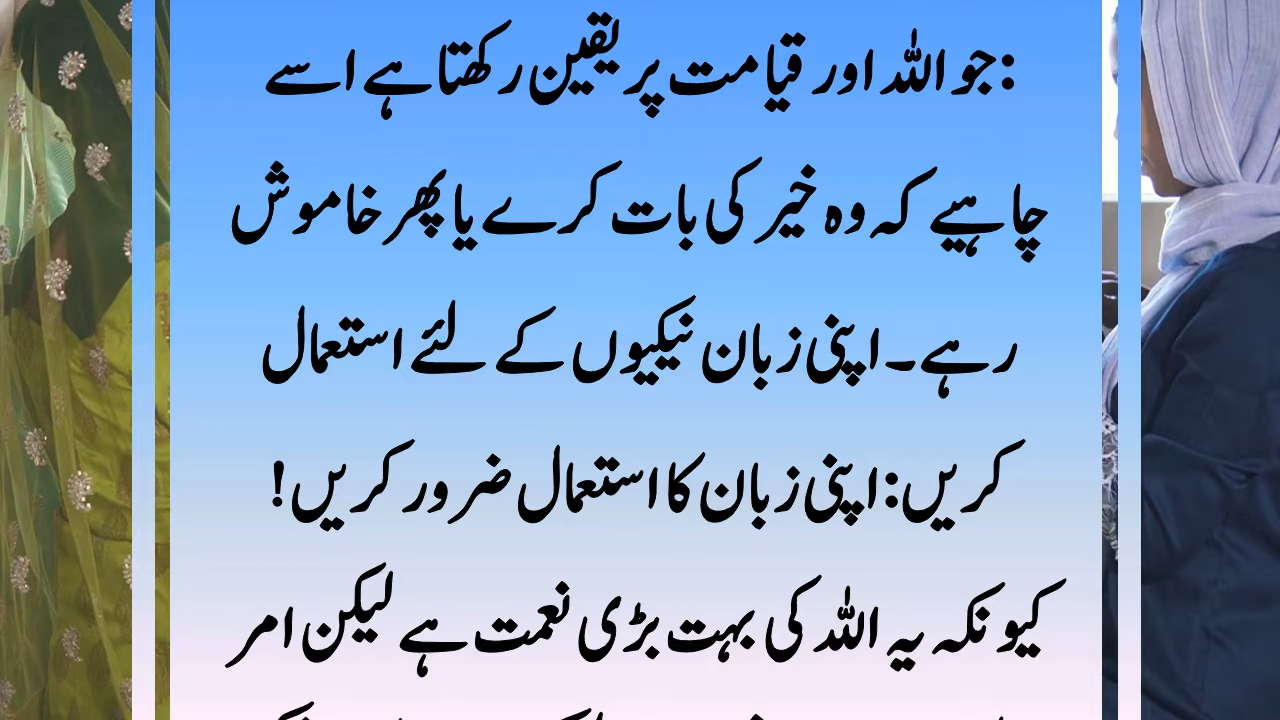 :جو اللہ اور قیامت پر یقین رکھتا ہے اسے
چاہیے کہ وہ خیر کی بات کرے یا پھر خاموش
رہے۔ اپنی زبان نیکیوں کے لئے استعمال
کریں: اپنی زبان کا استعمال ضرور کریں!
کیونکہ یہ اللہ کی بہت بڑی نعمت ہے لیکن امر